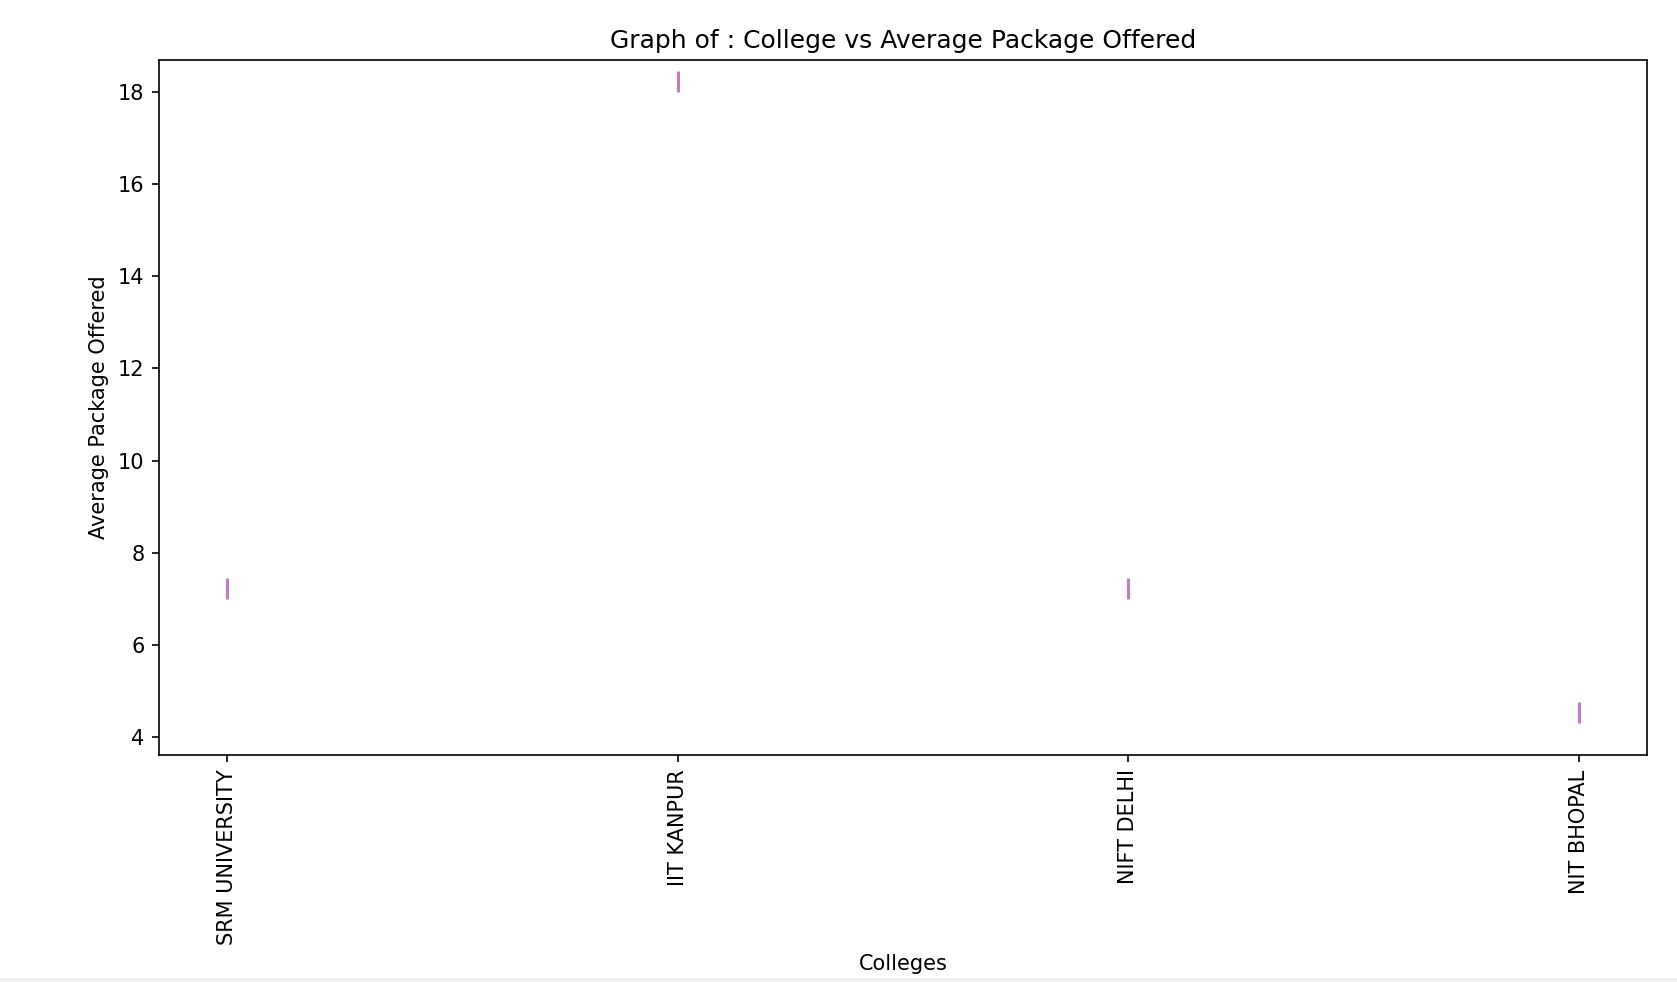 Graph of : College vs Average Package Offered
18
16
14
12
10
8
6
4
Average Package Offered
SRM UNIVERSITY
IIT KANPUR
NIFT DELHI
NIT BHOPAL
Colleges